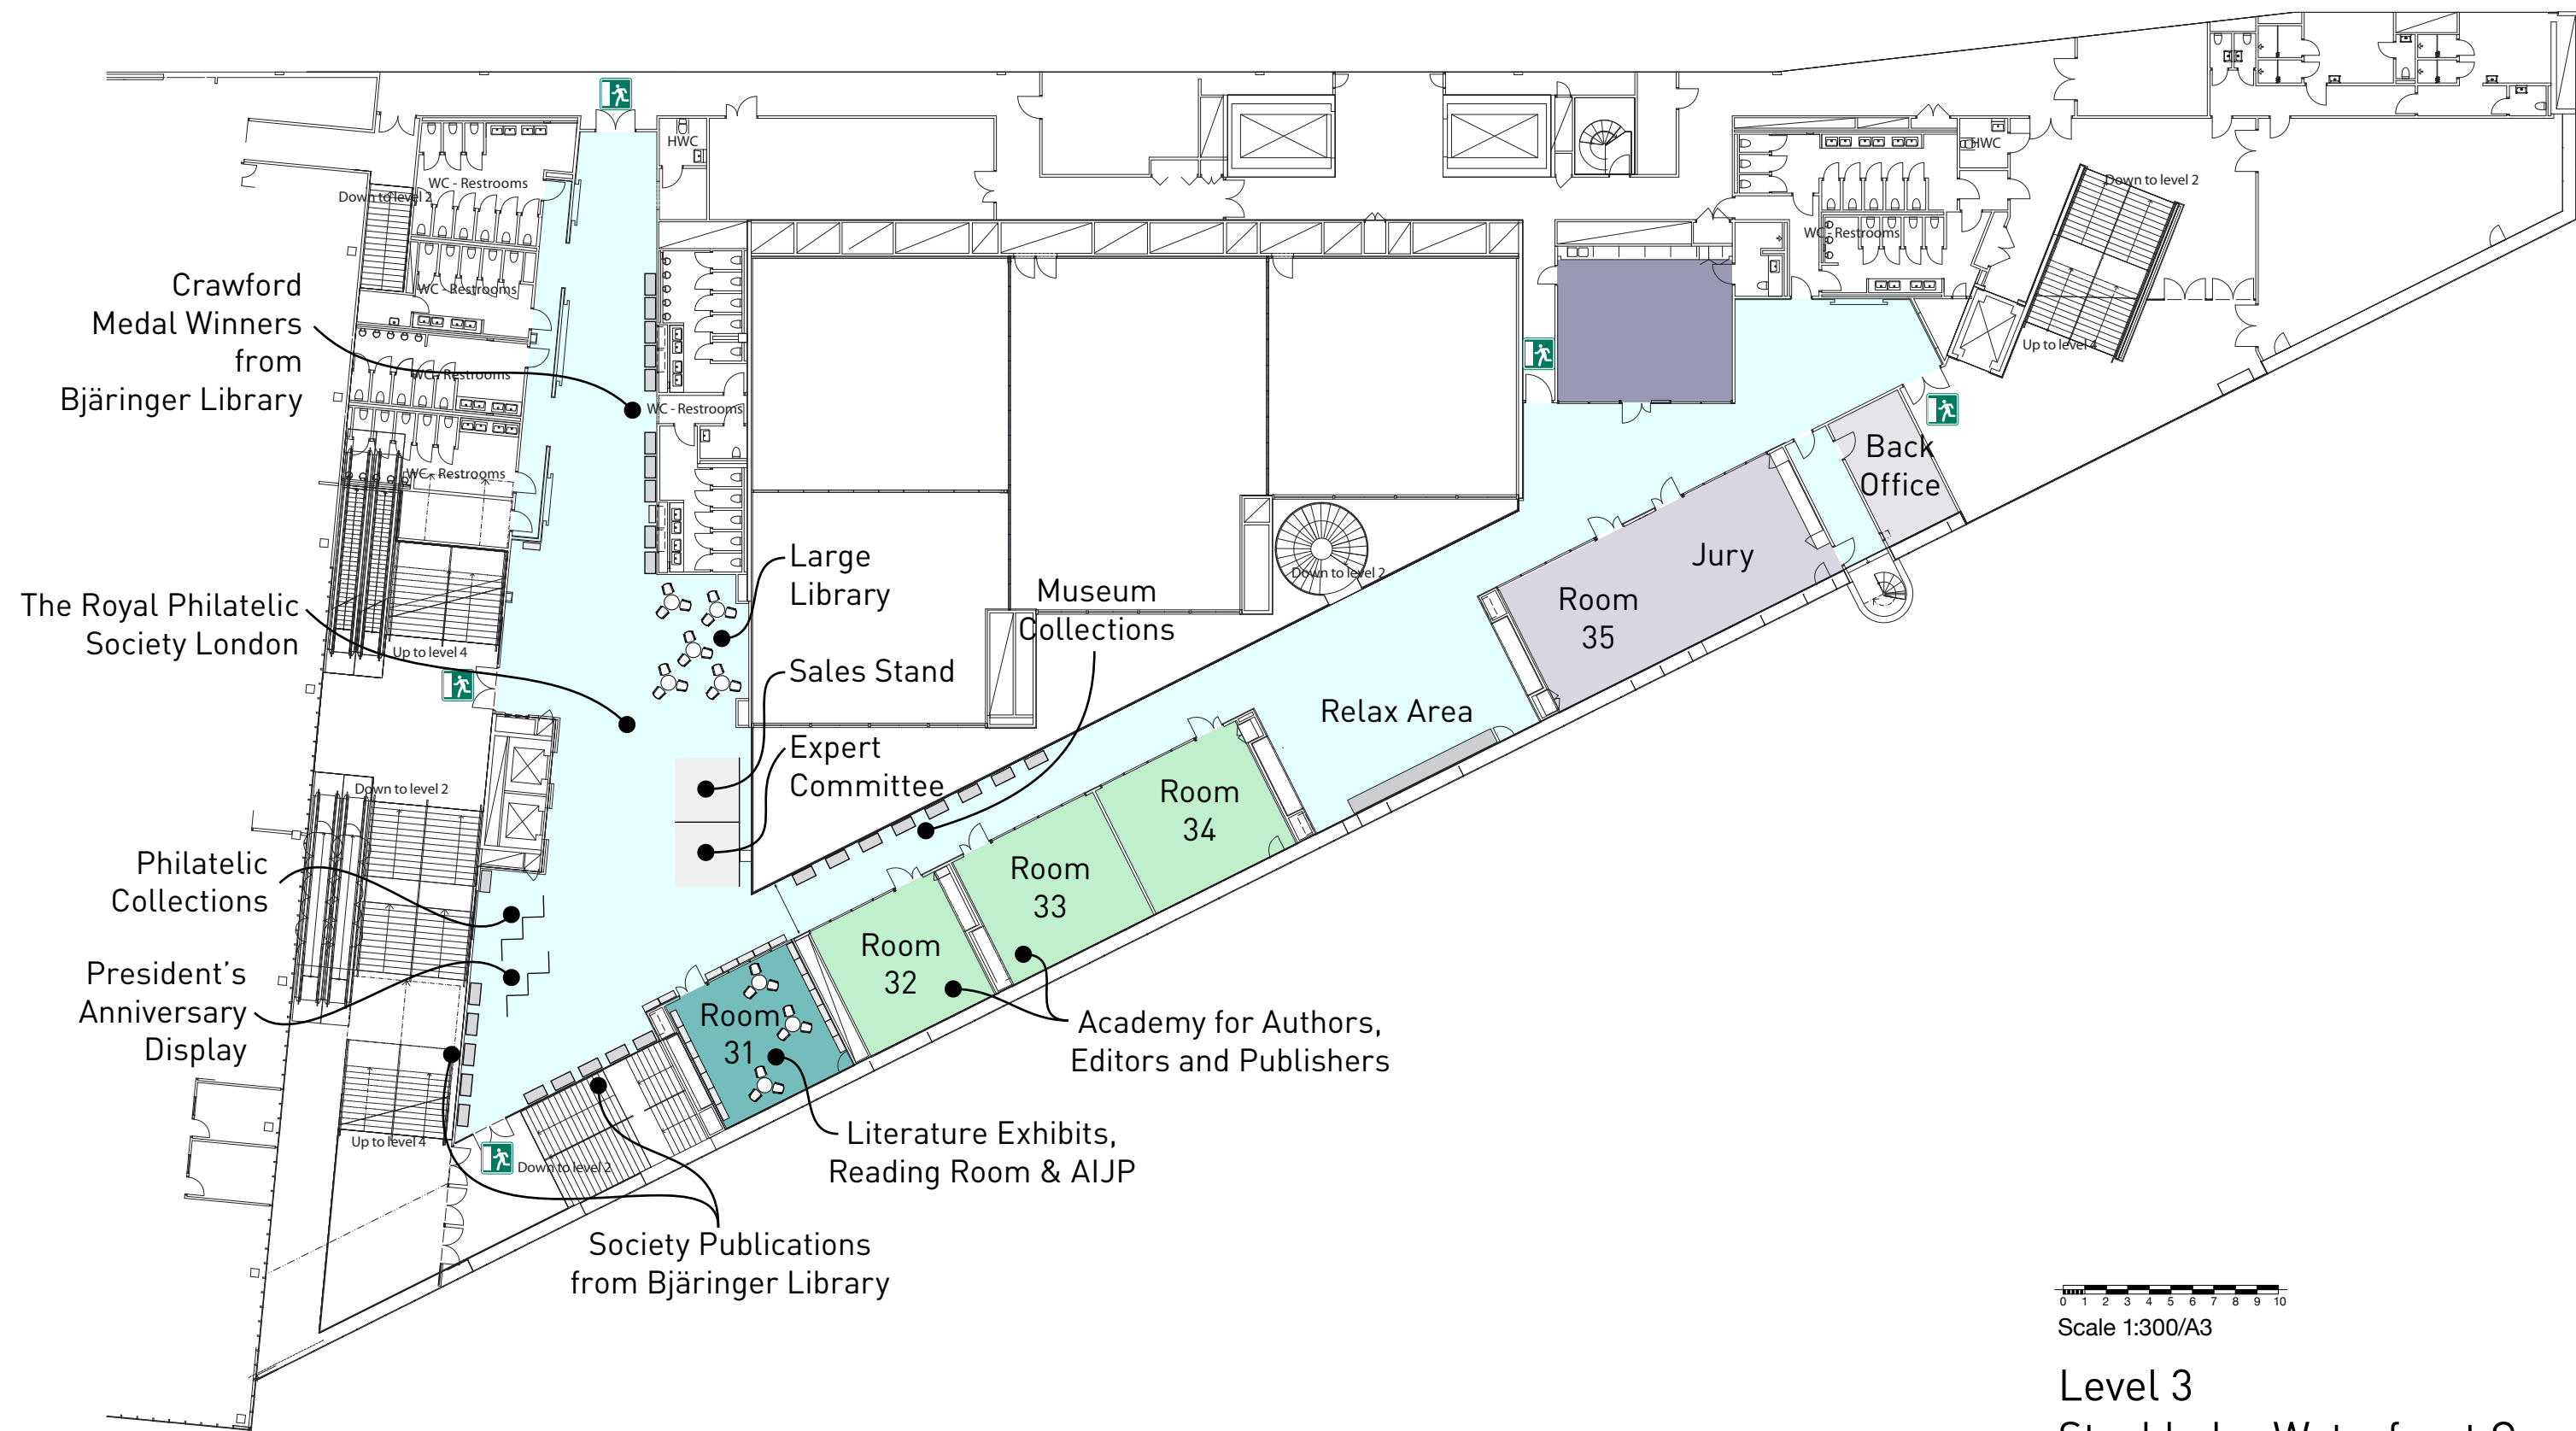 HWC
HWC
WC - Restrooms
Down to level 2
Down to level 2
WC - Restrooms
WC - Restrooms
Crawford
Medal Winners
from
Bjäringer Library
Up to level 4
WC - Restrooms
WC - Restrooms
WC - Restrooms
Back
Office
Large
Library
Jury
Down to level 2
Museum
Collections
The Royal Philatelic
Society London
Room
35
Up to level 4
Sales Stand
Relax Area
Expert
Committee
Down to level 2
Room
34
Philatelic
Collections
Room
33
Room
32
President’s
Anniversary
Display
Room
31
Academy for Authors,
Editors and Publishers
Literature Exhibits,
Reading Room & AIJP
Up to level 4
Down to level 2
Society Publications
from Bjäringer Library
0 1 2 3 4 5 6 7 8 9 10
Scale 1:300/A3
Level 3